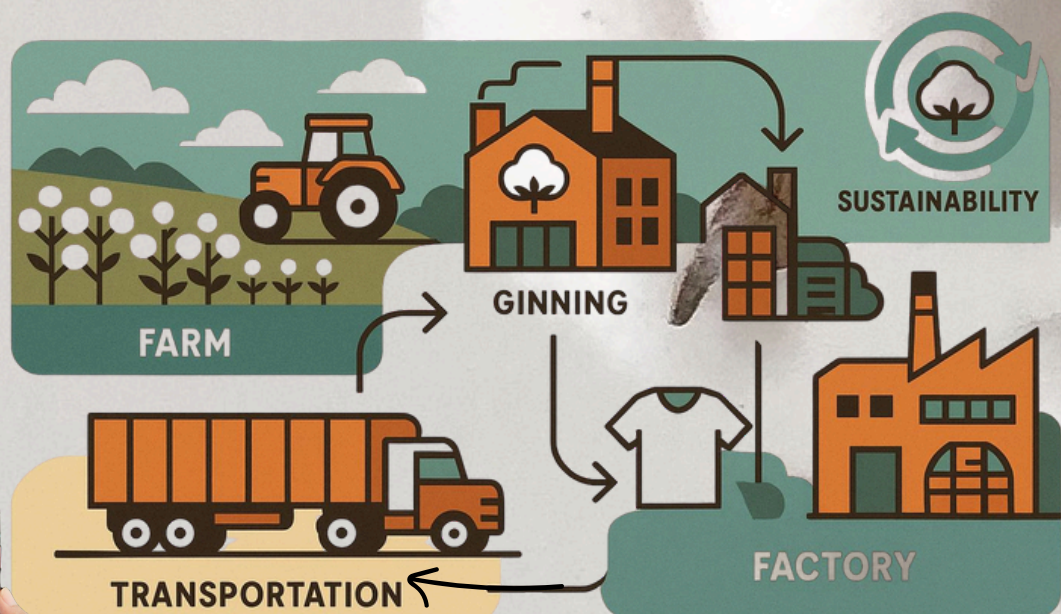 SUSTAINABILITY
GINNING
FARM
FACTORY
TRANSPORTATION